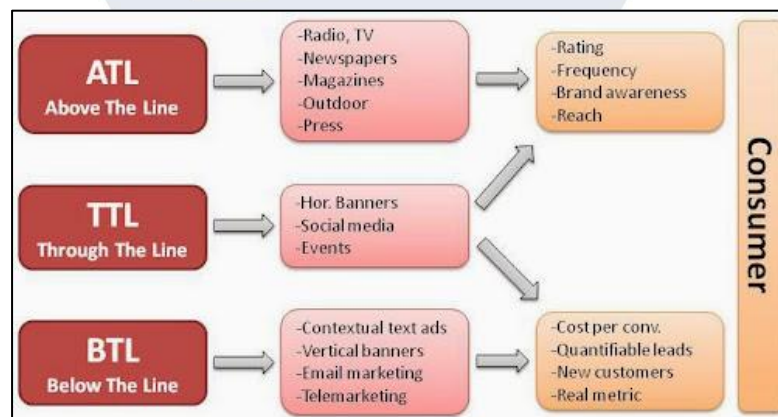 ATL
Above The Line
-Radio, TV
-Newspapers
-Magazines
-Outdoor
-Press
-Rating
-Frequency
-Brand awareness
-Reach
TTL
Through The Line
-Hor. Banners
-Social media
-Events
BTL
Below The Line
-Contextual text ads
-Vertical banners
-Email marketing
-Telemarketing
-Cost per conv.
-Quantifiable leads
-New customers
-Real metric
Consumer